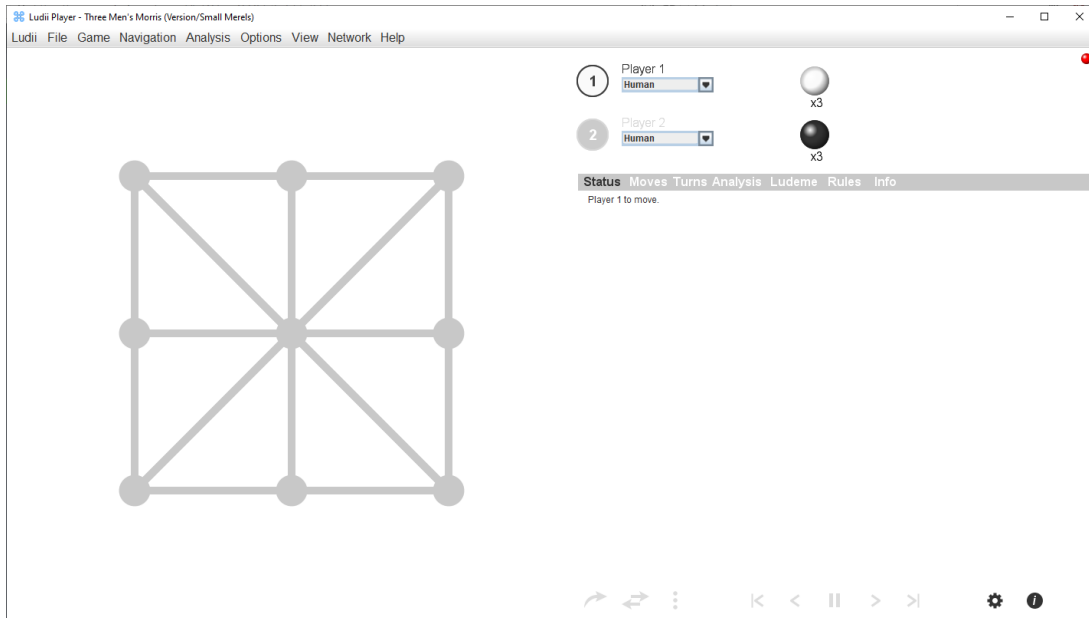 Ludii Player - Three Men's Morris (Version/Small Merels)
Ludii File Game Navigation Analysis Options View Network Help
1 Player 1
Human
x3
2 Player 2
Human
x3
Status Moves Turns Analysis Ludeme Rules Info
Player 1 to move.
i